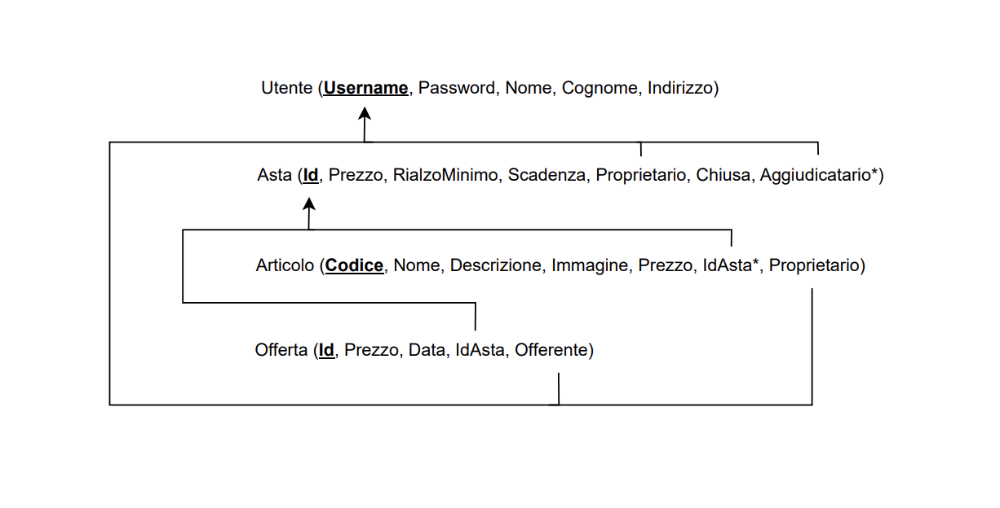 Utente (Username, Password, Nome, Cognome, Indirizzo)
Asta (Id, Prezzo, RialzoMinimo, Scadenza, Proprietario, Chiusa, Aggiudicatario*)
Articolo (Codice, Nome, Descrizione, Immagine, Prezzo, IdAsta*, Proprietario)
Offerta (Id, Prezzo, Data, IdAsta, Offerente)